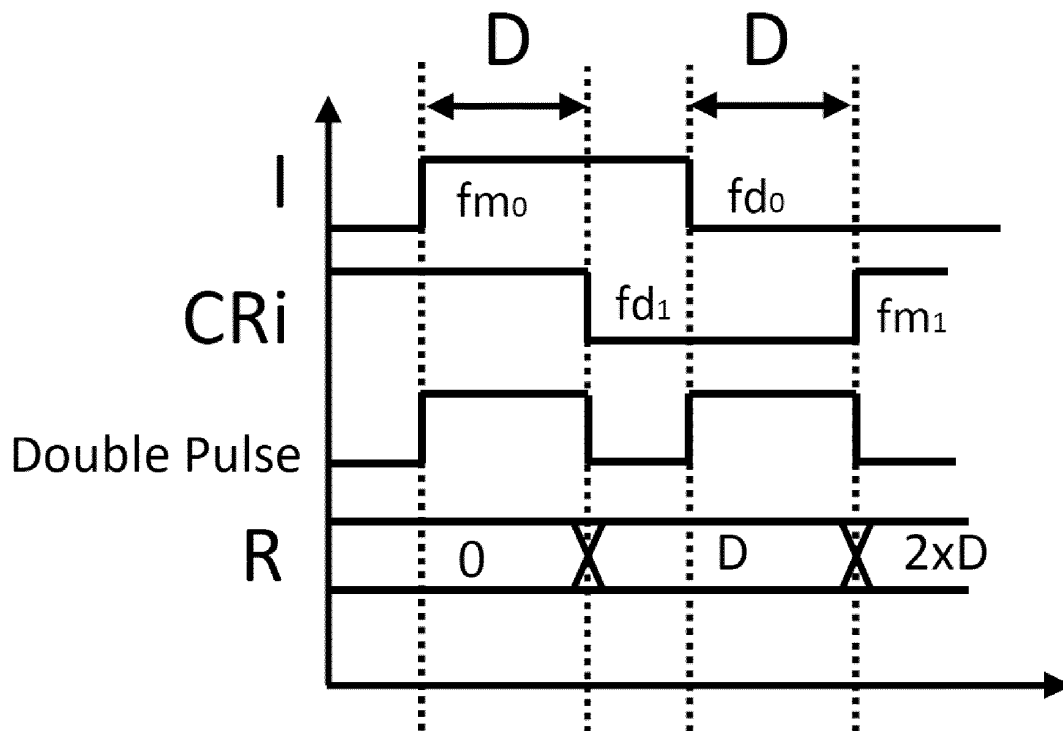 D D
I
fm₀ fd₀
CRi
fd₁ fm₁
Double Pulse
R
0 D 2xD